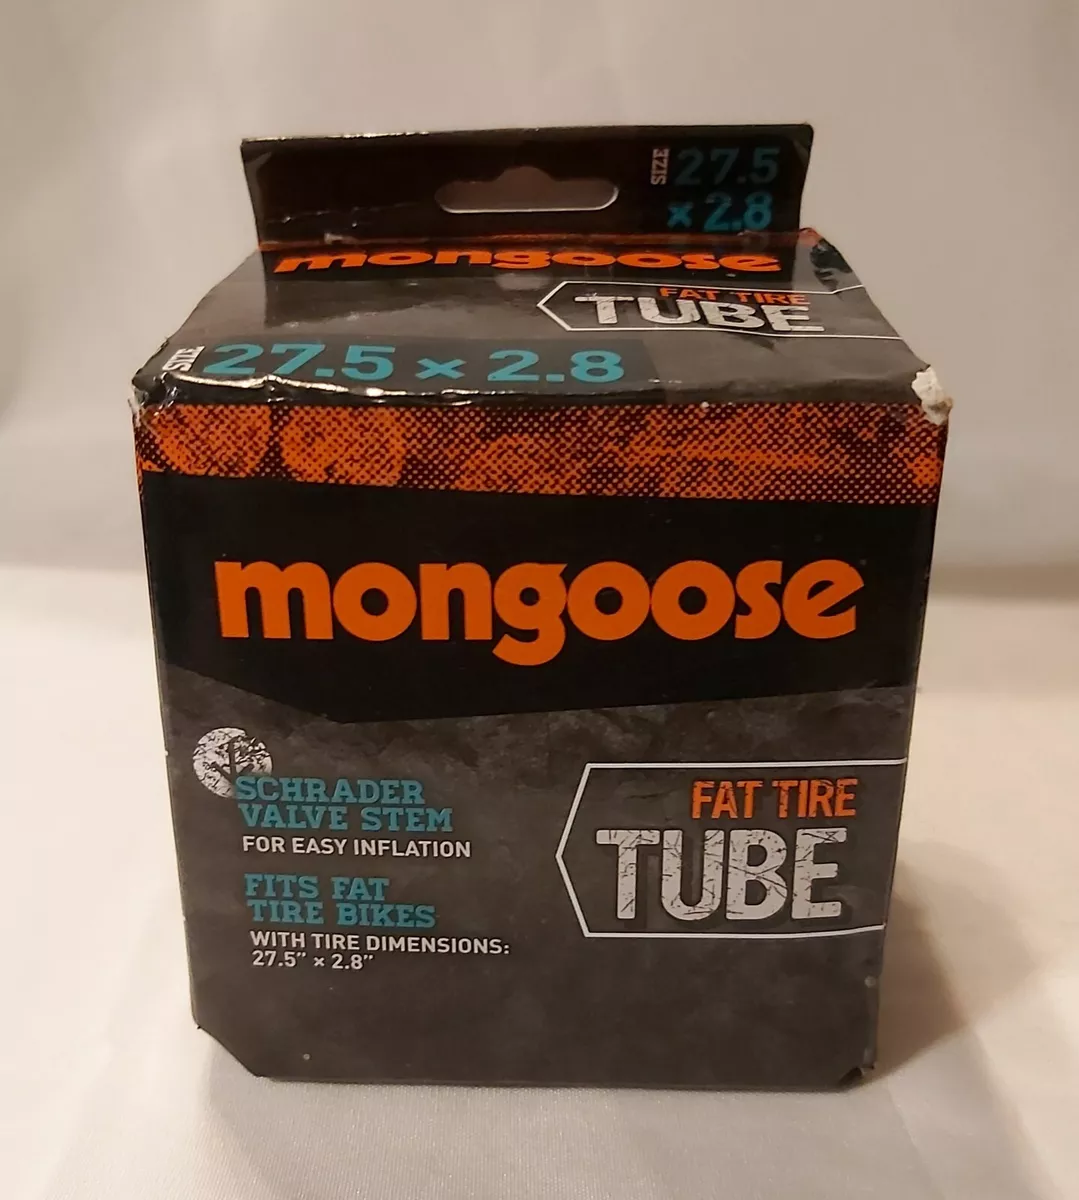 SIZE 27.5
× 2.8
mongoose
FAT TIRE
TUBE
SIZE 27.5 × 2.8
mongoose
SCHRADER
VALVE STEM
FOR EASY INFLATION
FITS FAT
TIRE BIKES
WITH TIRE DIMENSIONS:
27.5" × 2.8"
FAT TIRE
TUBE